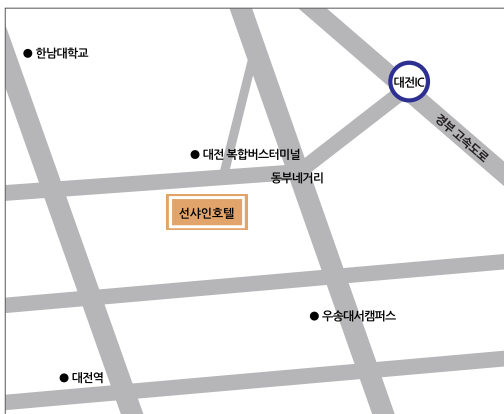 한남대학교
대전IC
경부 고속도로
대전 복합버스터미널
동부네거리
선샤인호텔
우송대서캠퍼스
대전역